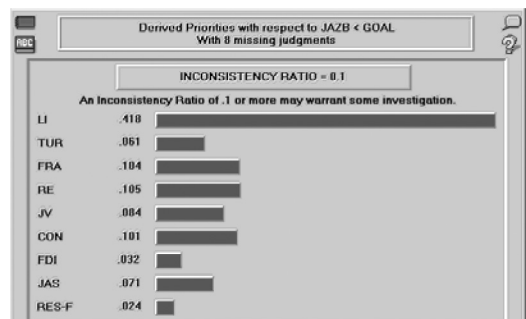 Derived Priorities with respect to JAZB < GOAL
With 8 missing judgments
ABC
INCONSISTENCY RATIO = 0.1
An Inconsistency Ratio of .1 or more may warrant some investigation.
LI .418
TUR .061
FRA .104
RE .105
JV .084
CON .101
FDI .032
JAS .071
RES-F .024